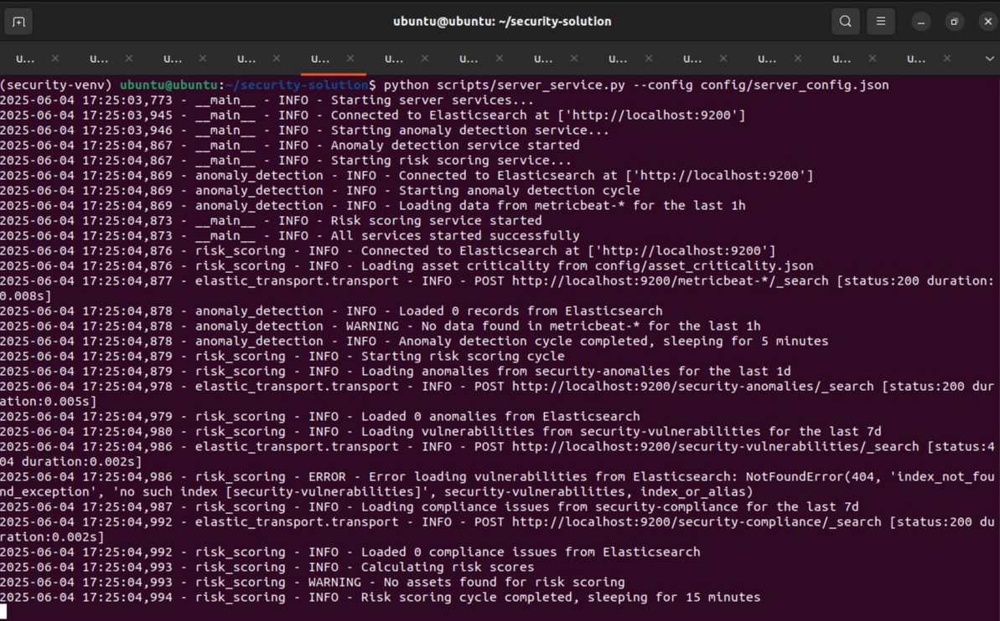 ubuntu@ubuntu: ~/security-solution
u... × u... × u... × u... × u... × u... × u... × u... × u... × u... × u... × u... × u... ×
(security-venv) ubuntu@ubuntu:~/security-solution$ python scripts/server_service.py --config config/server_config.json
2025-06-04 17:25:03,773 - __main__ - INFO - Starting server services...
2025-06-04 17:25:03,945 - __main__ - INFO - Connected to Elasticsearch at ['http://localhost:9200']
2025-06-04 17:25:03,946 - __main__ - INFO - Starting anomaly detection service...
2025-06-04 17:25:04,867 - __main__ - INFO - Anomaly detection service started
2025-06-04 17:25:04,867 - __main__ - INFO - Starting risk scoring service...
2025-06-04 17:25:04,869 - anomaly_detection - INFO - Connected to Elasticsearch at ['http://localhost:9200']
2025-06-04 17:25:04,869 - anomaly_detection - INFO - Starting anomaly detection cycle
2025-06-04 17:25:04,869 - anomaly_detection - INFO - Loading data from metricbeat-* for the last 1h
2025-06-04 17:25:04,873 - __main__ - INFO - Risk scoring service started
2025-06-04 17:25:04,873 - __main__ - INFO - All services started successfully
2025-06-04 17:25:04,876 - risk_scoring - INFO - Connected to Elasticsearch at ['http://localhost:9200']
2025-06-04 17:25:04,876 - risk_scoring - INFO - Loading asset criticality from config/asset_criticality.json
2025-06-04 17:25:04,877 - elastic_transport.transport - INFO - POST http://localhost:9200/metricbeat-*/_search [status:200 duration:
0.008s]
2025-06-04 17:25:04,878 - anomaly_detection - INFO - Loaded 0 records from Elasticsearch
2025-06-04 17:25:04,878 - anomaly_detection - WARNING - No data found in metricbeat-* for the last 1h
2025-06-04 17:25:04,878 - anomaly_detection - INFO - Anomaly detection cycle completed, sleeping for 5 minutes
2025-06-04 17:25:04,879 - risk_scoring - INFO - Starting risk scoring cycle
2025-06-04 17:25:04,879 - risk_scoring - INFO - Loading anomalies from security-anomalies for the last 1d
2025-06-04 17:25:04,978 - elastic_transport.transport - INFO - POST http://localhost:9200/security-anomalies/_search [status:200 dur
ation:0.005s]
2025-06-04 17:25:04,979 - risk_scoring - INFO - Loaded 0 anomalies from Elasticsearch
2025-06-04 17:25:04,980 - risk_scoring - INFO - Loading vulnerabilities from security-vulnerabilities for the last 7d
2025-06-04 17:25:04,986 - elastic_transport.transport - INFO - POST http://localhost:9200/security-vulnerabilities/_search [status:4
04 duration:0.002s]
2025-06-04 17:25:04,986 - risk_scoring - ERROR - Error loading vulnerabilities from Elasticsearch: NotFoundError(404, 'index_not_fou
nd_exception', 'no such index [security-vulnerabilities]', security-vulnerabilities, index_or_alias)
2025-06-04 17:25:04,987 - risk_scoring - INFO - Loading compliance issues from security-compliance for the last 7d
2025-06-04 17:25:04,992 - elastic_transport.transport - INFO - POST http://localhost:9200/security-compliance/_search [status:200 du
ration:0.002s]
2025-06-04 17:25:04,992 - risk_scoring - INFO - Loaded 0 compliance issues from Elasticsearch
2025-06-04 17:25:04,993 - risk_scoring - INFO - Calculating risk scores
2025-06-04 17:25:04,993 - risk_scoring - WARNING - No assets found for risk scoring
2025-06-04 17:25:04,994 - risk_scoring - INFO - Risk scoring cycle completed, sleeping for 15 minutes